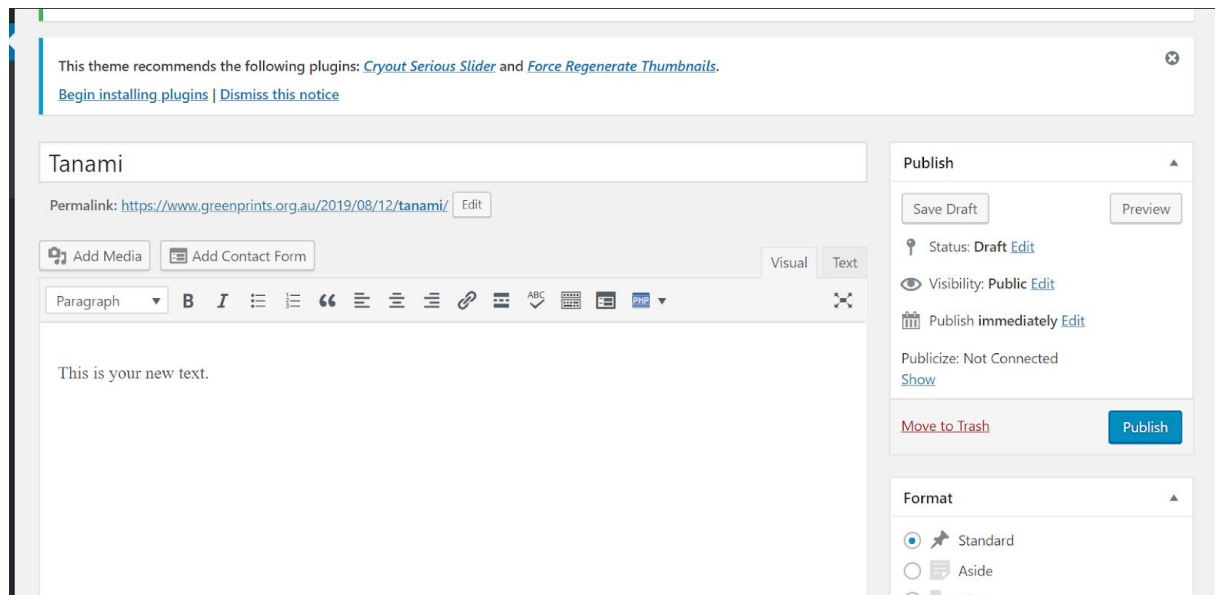 This theme recommends the following plugins: Cryout Serious Slider and Force Regenerate Thumbnails.
Begin installing plugins | Dismiss this notice
Tanami
Permalink: https://www.greenprints.org.au/2019/08/12/tanami/ Edit
Add Media Add Contact Form
Visual Text
Paragraph B I ABC PHP
This is your new text.
Publish
Save Draft Preview
Status: Draft Edit
Visibility: Public Edit
Publish immediately Edit
Publicize: Not Connected
Show
Move to Trash Publish
Format
Standard
Aside